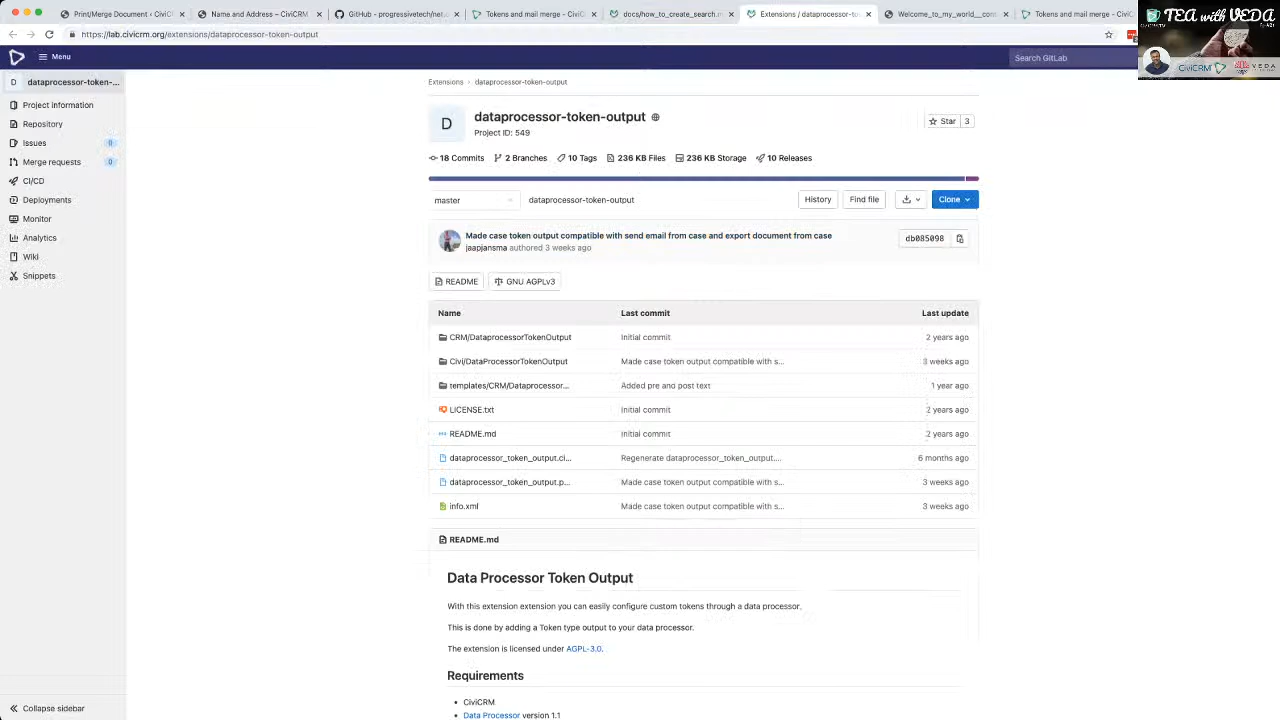 Print/Merge Document < CiviC
Name and Address – CiviCRM
GitHub – progressivetech/net.
Tokens and mail merge – Civi
docs/how_to_create_search.m
Extensions / dataprocessor-tu
Welcome_to_my_world__com
Tokens and mail merge – Civi
https://lab.civicrm.org/extensions/dataprocessor-token-output
TEA with VEDA
CiviCRM
VEDA
Menu
Search GitLab
D dataprocessor-token-...
Project information
Repository
Issues 0
Merge requests 0
CI/CD
Deployments
Monitor
Analytics
Wiki
Snippets
Collapse sidebar
Extensions › dataprocessor-token-output
D
dataprocessor-token-output
Project ID: 549
Star 3
18 Commits 2 Branches 10 Tags 236 KB Files 236 KB Storage 10 Releases
master dataprocessor-token-output History Find file Clone
Made case token output compatible with send email from case and export document from case
jaapjansma authored 3 weeks ago
db085098
README GNU AGPLv3
Name Last commit Last update
CRM/DataprocessorTokenOutput Initial commit 2 years ago
Civi/DataProcessorTokenOutput Made case token output compatible with s... 3 weeks ago
templates/CRM/Dataprocessor... Added pre and post text 1 year ago
LICENSE.txt Initial commit 2 years ago
README.md Initial commit 2 years ago
dataprocessor_token_output.ci... Regenerate dataprocessor_token_output.... 6 months ago
dataprocessor_token_output.p... Made case token output compatible with s... 3 weeks ago
info.xml Made case token output compatible with s... 3 weeks ago
README.md
Data Processor Token Output
With this extension extension you can easily configure custom tokens through a data processor.
This is done by adding a Token type output to your data processor.
The extension is licensed under AGPL-3.0.
Requirements
• CiviCRM
• Data Processor version 1.1